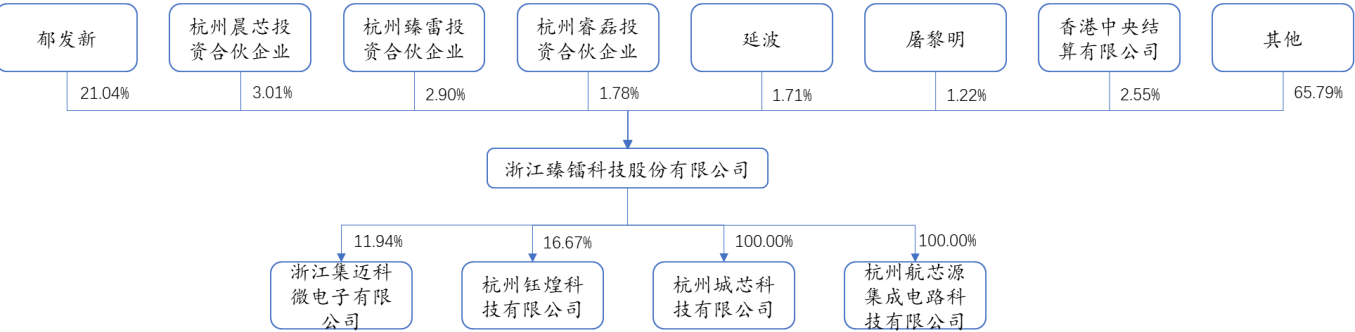 郁发新
杭州晨芯投
资合伙企业
杭州臻雷投
资合伙企业
杭州睿磊投
资合伙企业
延波
屠黎明
香港中央结
算有限公司
其他
21.04%
3.01%
2.90%
1.78%
1.71%
1.22%
2.55%
65.79%
浙江臻镭科技股份有限公司
11.94%
16.67%
100.00%
100.00%
浙江集迈科
微电子有限
公司
杭州钰煌科
技有限公司
杭州城芯科
技有限公司
杭州航芯源
集成电路科
技有限公司